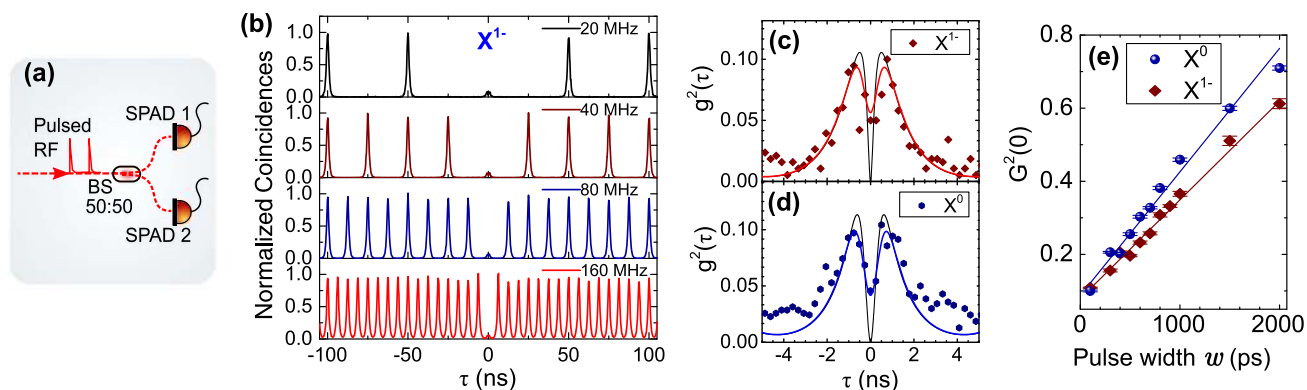 (a)
SPAD 1
Pulsed
RF
BS
50:50
SPAD 2
(b)
X1-
20 MHz
40 MHz
80 MHz
160 MHz
Normalized Coincidences
1.0
0.5
0.0
1.0
0.5
0.0
1.0
0.5
0.0
1.0
0.5
0.0
-100 -50 0 50 100
τ (ns)
(c)
X1-
g2(τ)
0.10
0.05
0.00
(d)
X0
g2(τ)
0.10
0.05
0.00
-4 -2 0 2 4
τ (ns)
(e)
X0
X1-
G2(0)
0.8
0.6
0.4
0.2
0 1000 2000
Pulse width w (ps)